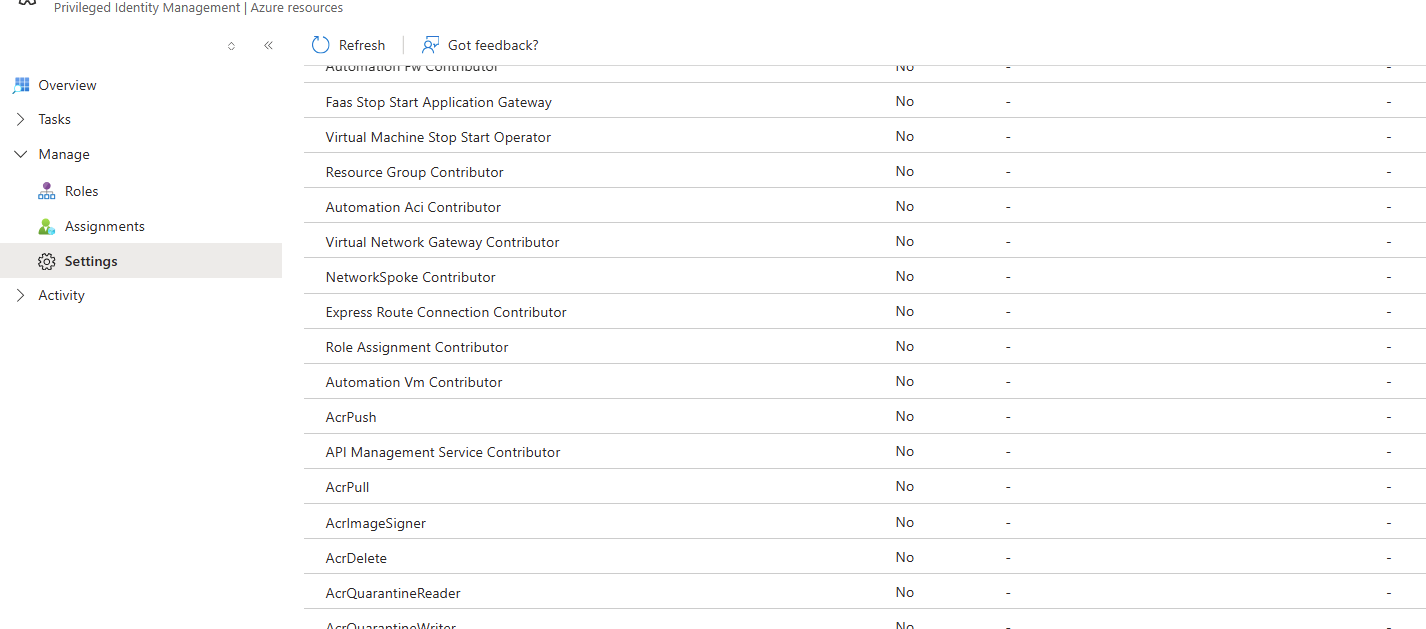 Privileged Identity Management | Azure resources
Refresh Got feedback?
Automation Fw Contributor No - -
Overview
Faas Stop Start Application Gateway No - -
Tasks
Virtual Machine Stop Start Operator No - -
Manage
Resource Group Contributor No - -
Roles
Automation Aci Contributor No - -
Assignments
Virtual Network Gateway Contributor No - -
Settings
NetworkSpoke Contributor No - -
Activity
Express Route Connection Contributor No - -
Role Assignment Contributor No - -
Automation Vm Contributor No - -
AcrPush No - -
API Management Service Contributor No - -
AcrPull No - -
AcrImageSigner No - -
AcrDelete No - -
AcrQuarantineReader No - -
AcrQuarantineWriter No - -